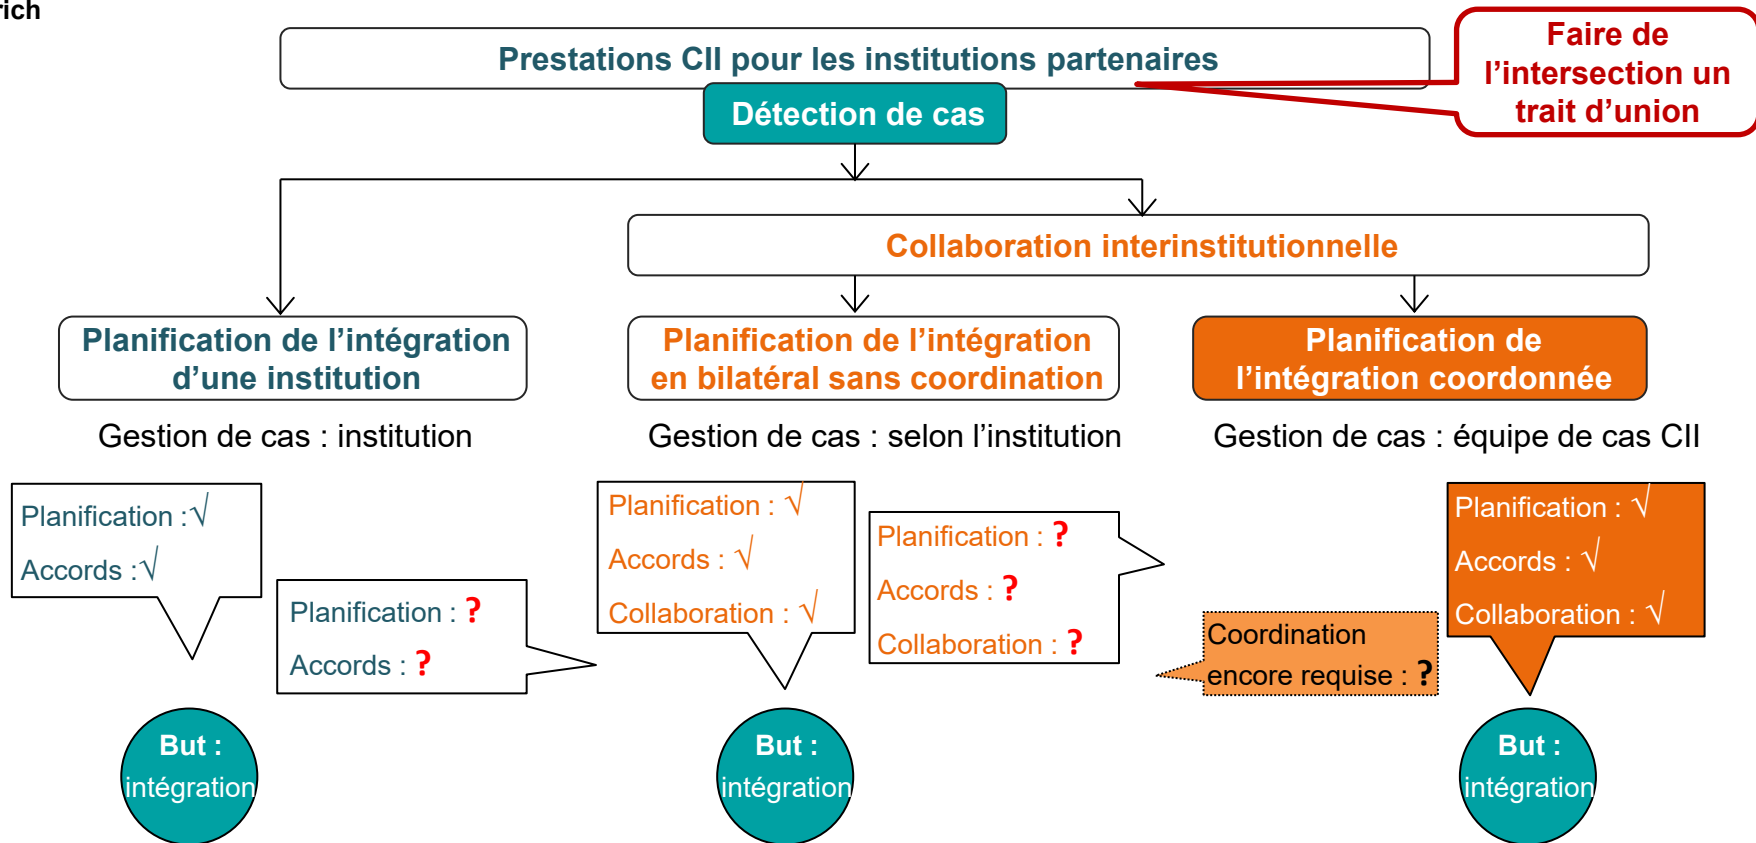 rich
Prestations CII pour les institutions partenaires
Faire de
l’intersection un
trait d’union
Détection de cas
Collaboration interinstitutionnelle
Planification de l’intégration
d’une institution
Planification de l’intégration
en bilatéral sans coordination
Planification de
l’intégration coordonnée
Gestion de cas : institution
Gestion de cas : selon l’institution
Gestion de cas : équipe de cas CII
Planification : √
Accords : √
Planification : ?
Accords : ?
Planification : √
Accords : √
Collaboration : √
Planification : ?
Accords : ?
Collaboration : ?
Coordination
encore requise : ?
Planification : √
Accords : √
Collaboration : √
But :
intégration
But :
intégration
But :
intégration